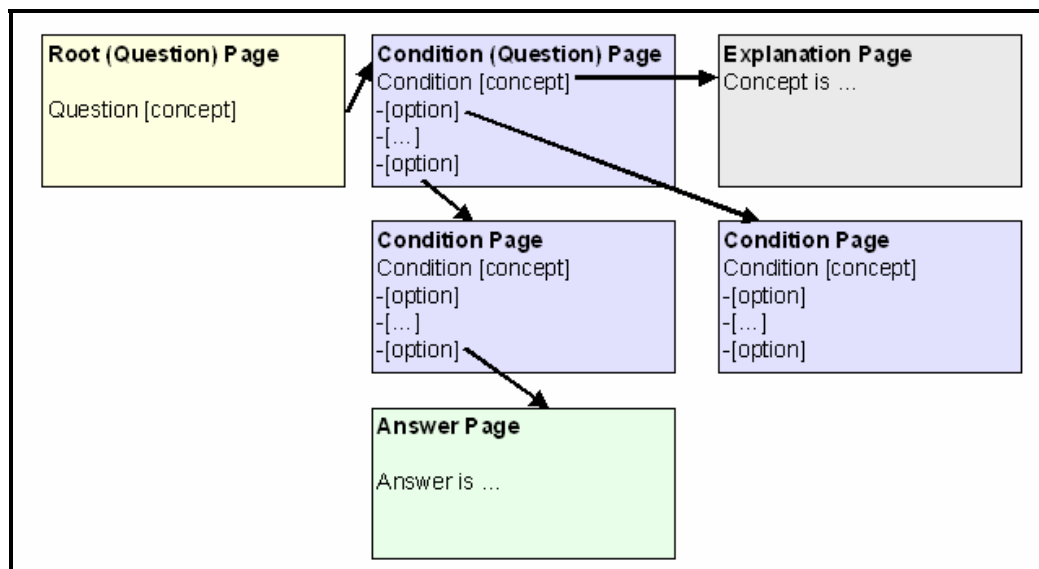 Root (Question) Page
Question [concept]
Condition (Question) Page
Condition [concept]
-[option]
-[...]
-[option]
Explanation Page
Concept is ...
Condition Page
Condition [concept]
-[option]
-[...]
-[option]
Condition Page
Condition [concept]
-[option]
-[...]
-[option]
Answer Page
Answer is ...